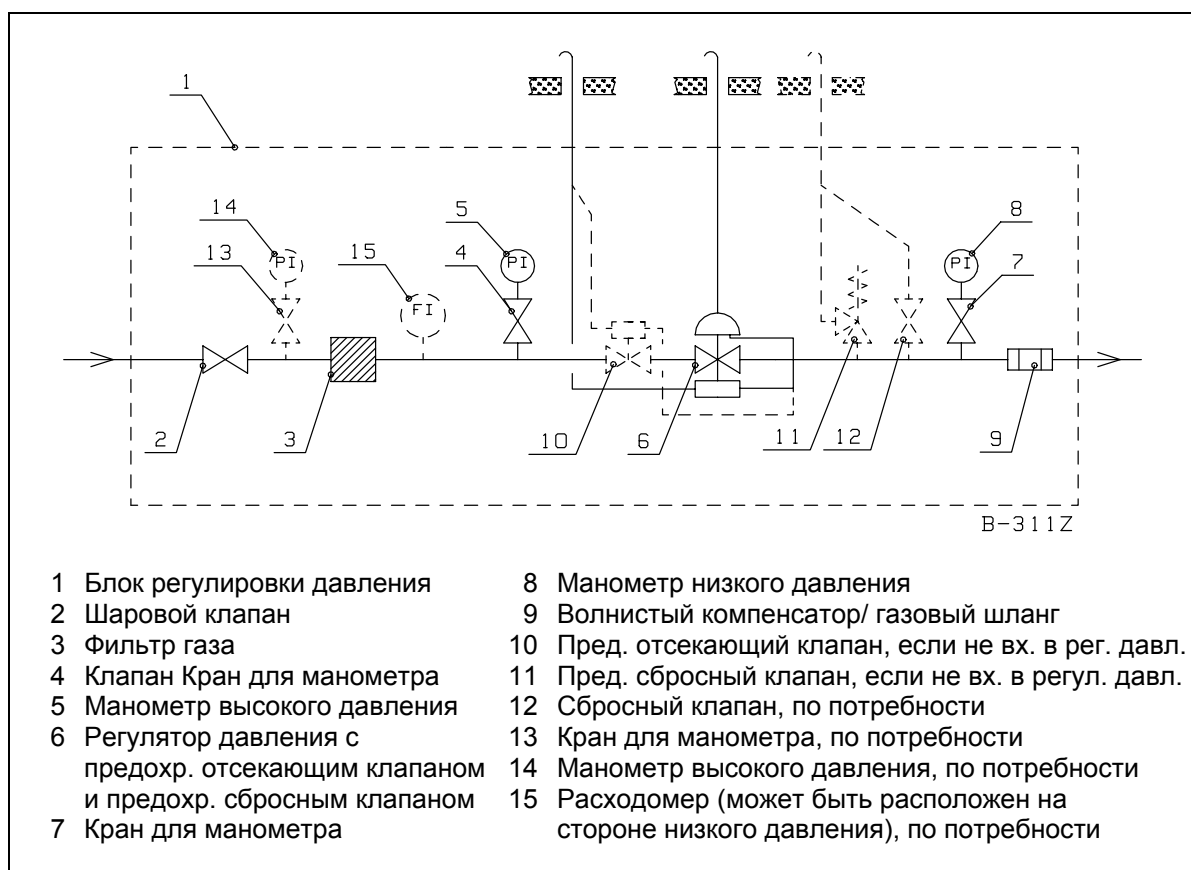 1
14
13
15
5
4
8
7
PI
FI
PI
PI
2
3
10
6
11
12
9
B-311Z
1 Блок регулировки давления
2 Шаровой клапан
3 Фильтр газа
4 Клапан Кран для манометра
5 Манометр высокого давления
6 Регулятор давления с
предохр. отсекающим клапаном
и предохр. сбросным клапаном
7 Кран для манометра
8 Манометр низкого давления
9 Волнистый компенсатор/ газовый шланг
10 Пред. отсекающий клапан, если не вх. в рег. давл.
11 Пред. сбросный клапан, если не вх. в регул. давл.
12 Сбросный клапан, по потребности
13 Кран для манометра, по потребности
14 Манометр высокого давления, по потребности
15 Расходомер (может быть расположен на
стороне низкого давления), по потребности